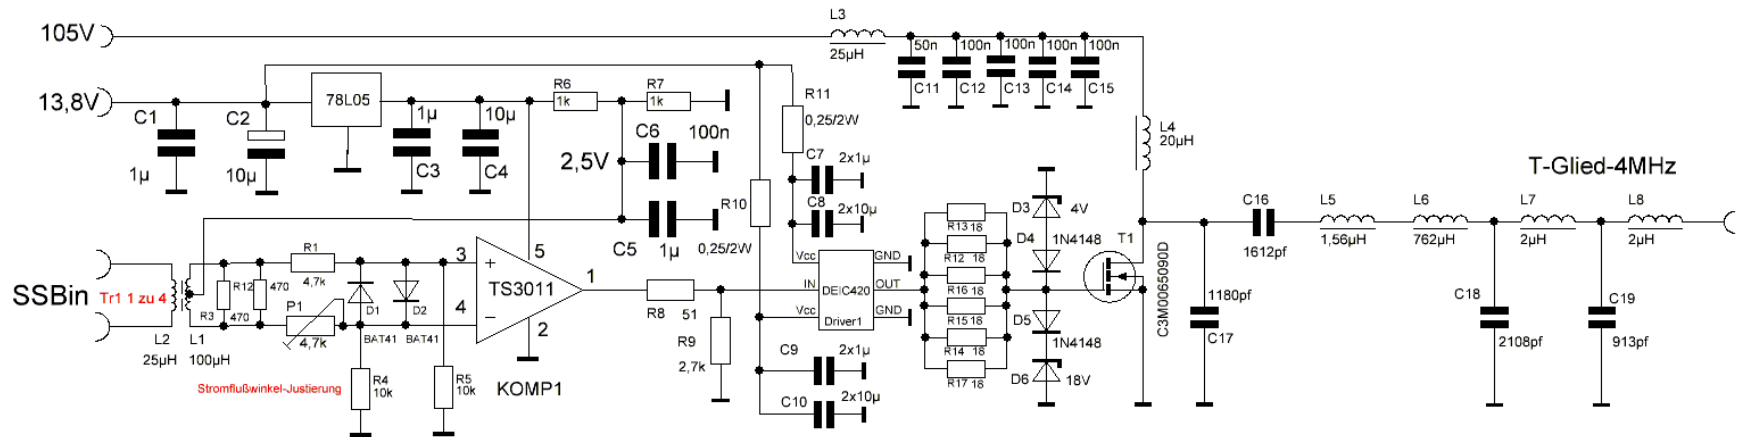 105V
L3
25µH
50n
100n
100n
100n
100n
C11
C12
C13
C14
C15
13,8V
C1
1µ
C2
10µ
78L05
1µ
C3
10µ
C4
R6
1k
R7
1k
C6
100n
2,5V
C5
1µ
R11
0,25/2W
C7
2x1µ
C8
2x10µ
R10
0,25/2W
L4
20µH
T-Glied-4MHz
SSBin
Tr1 1 zu 4
L2
25µH
L1
100µH
R12
470
R3
470
R1
4,7k
P1
4,7k
D1
D2
BAT41
BAT41
Stromflußwinkel-Justierung
R4
10k
R5
10k
3
+
4
−
5
2
1
TS3011
KOMP1
R8
51
R9
2,7k
Vcc
GND
IN
DEIC420
OUT
Vcc
GND
Driver1
C9
2x1µ
C10
2x10µ
R13 18
R12 18
R16 18
R15 18
R14 18
R17 18
D3
4V
D4
1N4148
D5
1N4148
D6
18V
T1
C3M0065090D
1180pf
C17
C16
1612pf
L5
1,56µH
L6
762µH
L7
2µH
L8
2µH
C18
2108pf
C19
913pf